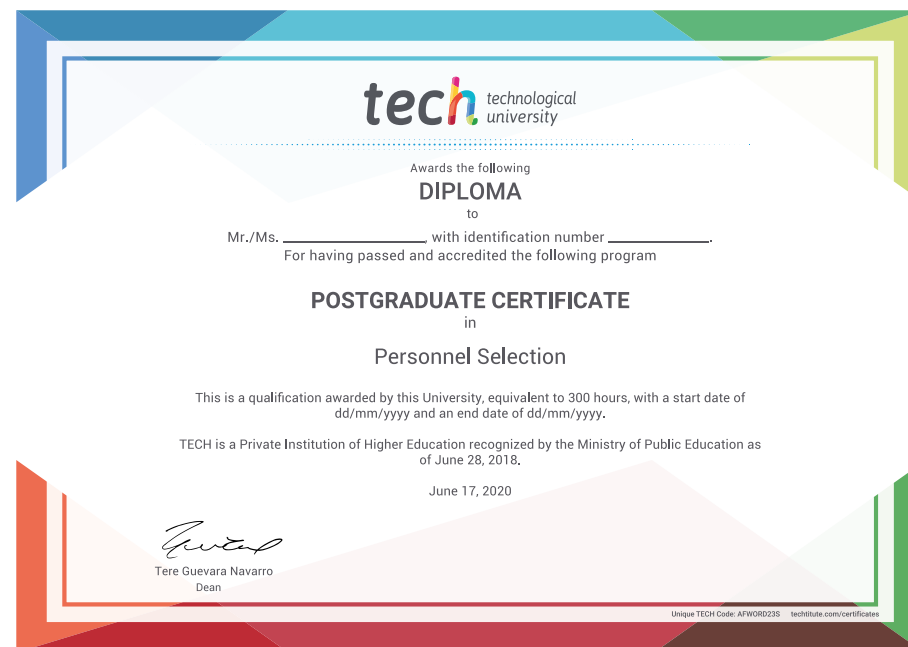 tech technological
university
Awards the following
DIPLOMA
to
Mr./Ms. ____________________, with identification number ______________.
For having passed and accredited the following program
POSTGRADUATE CERTIFICATE
in
Personnel Selection
This is a qualification awarded by this University, equivalent to 300 hours, with a start date of
dd/mm/yyyy and an end date of dd/mm/yyyy.
TECH is a Private Institution of Higher Education recognized by the Ministry of Public Education as
of June 28, 2018.
June 17, 2020
Tere Guevara Navarro
Dean
Unique TECH Code: AFWORD23S techtitute.com/certificates